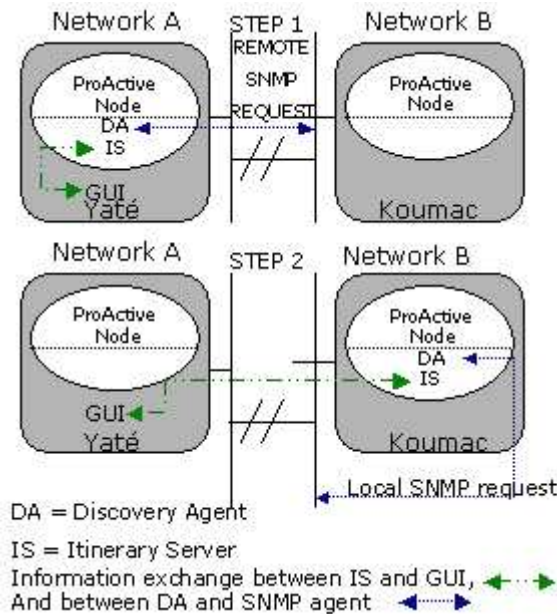 Network A
STEP 1
Network B
REMOTE
SNMP
REQUEST
ProActive
Node
DA
IS
GUI
Yaté
ProActive
Node
Koumac
Network A
STEP 2
Network B
ProActive
Node
GUI
Yaté
ProActive
Node
DA
IS
Koumac
Local SNMP request
DA = Discovery Agent
IS = Itinerary Server
Information exchange between IS and GUI,
And between DA and SNMP agent